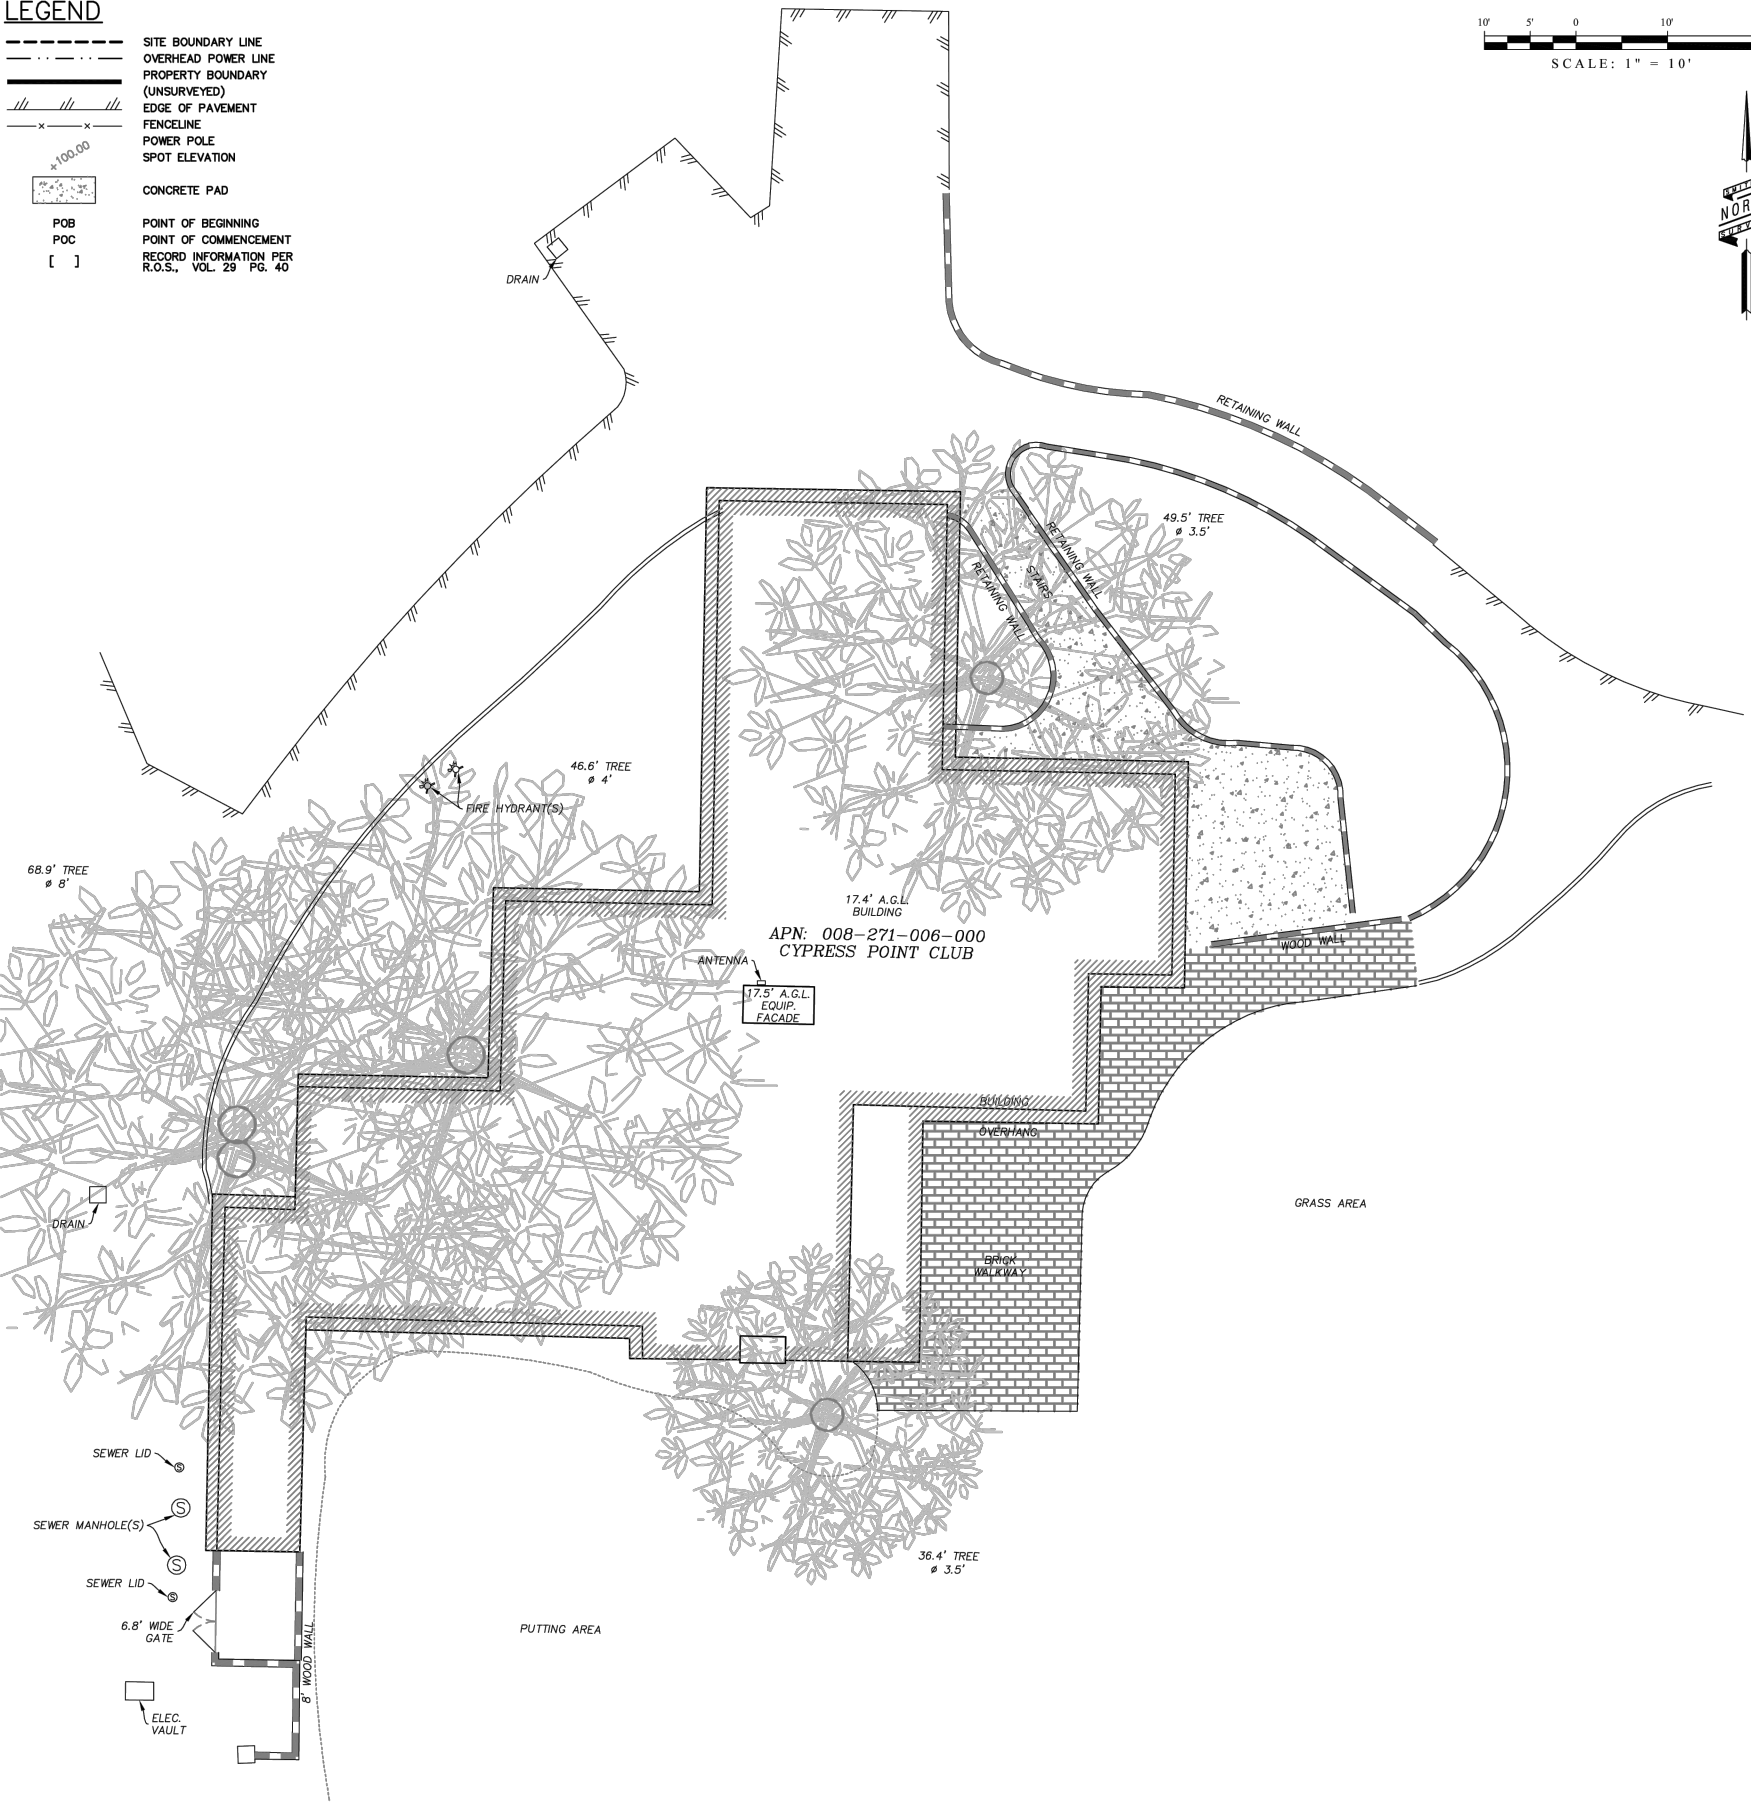 LEGEND
SITE BOUNDARY LINE
OVERHEAD POWER LINE
PROPERTY BOUNDARY
(UNSURVEYED)
EDGE OF PAVEMENT
FENCELINE
POWER POLE
+100.00
SPOT ELEVATION
CONCRETE PAD
POB POINT OF BEGINNING
POC POINT OF COMMENCEMENT
[ ] RECORD INFORMATION PER
R.O.S., VOL. 29 PG. 40
10' 5' 0 10'
SCALE: 1" = 10'
DRAIN
RETAINING WALL
49.5' TREE
ø 3.5'
RETAINING WALL
STAIRS
RETAINING WALL
46.6' TREE
ø 4'
FIRE HYDRANT(S)
68.9' TREE
ø 8'
17.4' A.G.L.
BUILDING
APN: 008-271-006-000
CYPRESS POINT CLUB
WOOD WALL
ANTENNA
17.5' A.G.L.
EQUIP.
FACADE
BUILDING
OVERHANG
GRASS AREA
DRAIN
BRICK
WALKWAY
SEWER LID
S
S
SEWER MANHOLE(S)
S
SEWER LID
S
36.4' TREE
ø 3.5'
6.8' WIDE
GATE
PUTTING AREA
8' WOOD WALL
ELEC.
VAULT